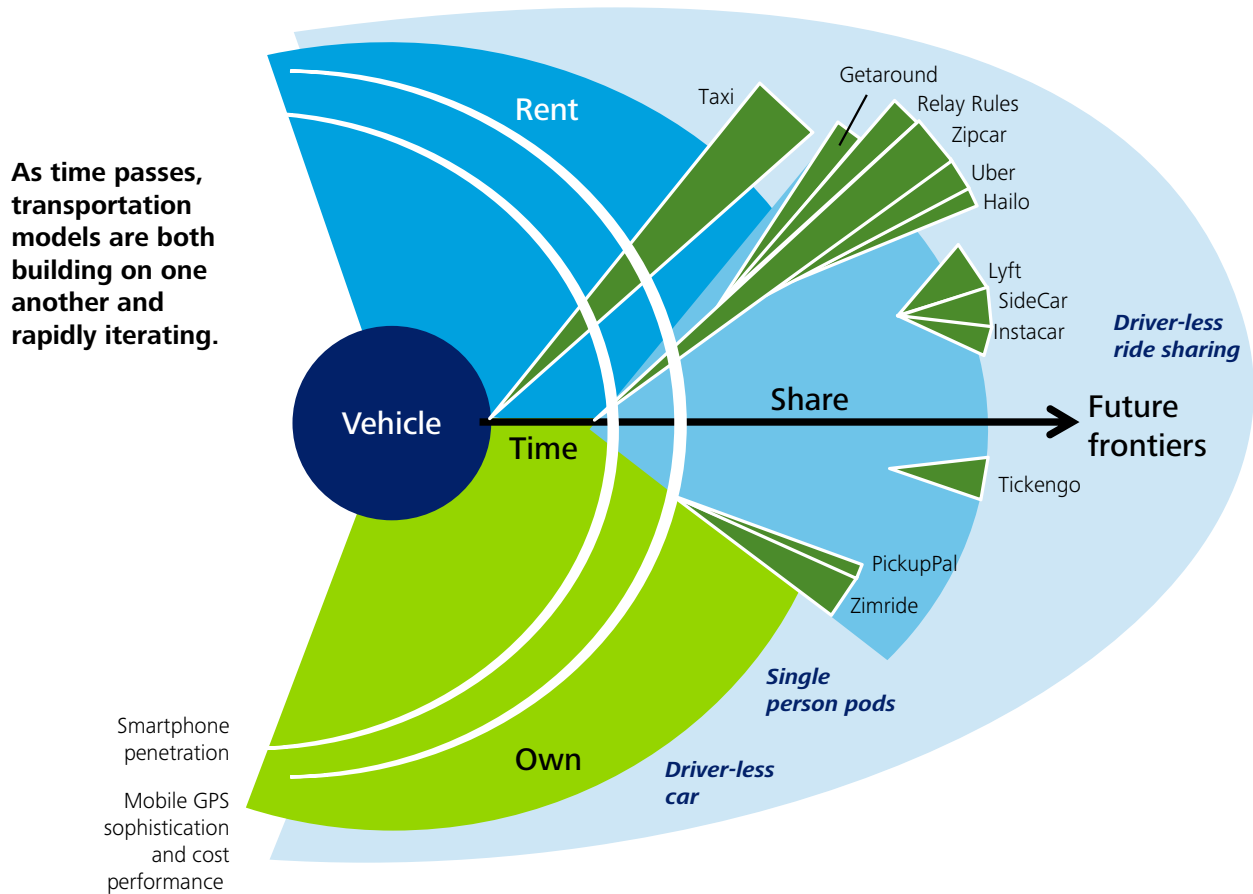 As time passes,
transportation
models are both
building on one
another and
rapidly iterating.
Rent
Taxi
Getaround
Relay Rules
Zipcar
Uber
Hailo
Lyft
SideCar
Instacar
Driver-less
ride sharing
Vehicle
Time
Share
Future
frontiers
Tickengo
PickupPal
Zimride
Single
person pods
Own
Driver-less
car
Smartphone
penetration
Mobile GPS
sophistication
and cost
performance